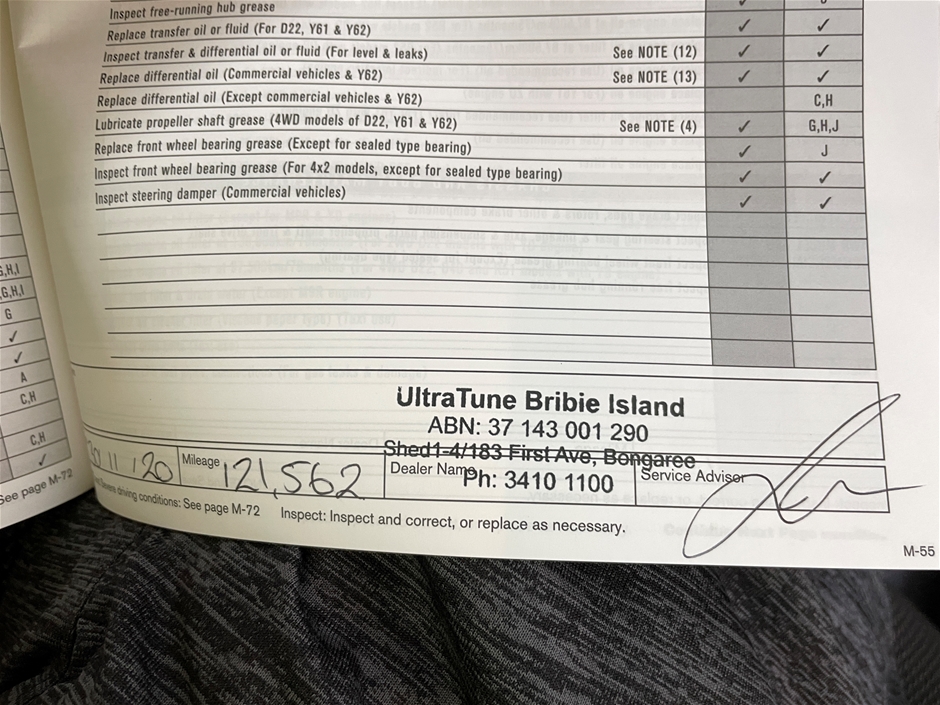 Inspect free-running hub grease
Replace transfer oil or fluid (For D22, Y61 & Y62) ✓ ✓
Inspect transfer & differential oil or fluid (For level & leaks) See NOTE (12) ✓ ✓
Replace differential oil (Commercial vehicles & Y62) See NOTE (13) ✓ ✓
Replace differential oil (Except commercial vehicles & Y62) C,H
Lubricate propeller shaft grease (4WD models of D22, Y61 & Y62) See NOTE (4) ✓ G,H,J
Replace front wheel bearing grease (Except for sealed type bearing) ✓ J
Inspect front wheel bearing grease (For 4x2 models, except for sealed type bearing) ✓ ✓
Inspect steering damper (Commercial vehicles) ✓ ✓
G,H,I
G,H,I
G
✓
✓
A
C,H
C,H
✓
See page M-72
UltraTune Bribie Island
ABN: 37 143 001 290
Shed1-4/183 First Ave, Bongaree
Mileage 121,562
Dealer Name
Ph: 3410 1100
Service Advisor
driving conditions: See page M-72
Inspect: Inspect and correct, or replace as necessary.
M-55